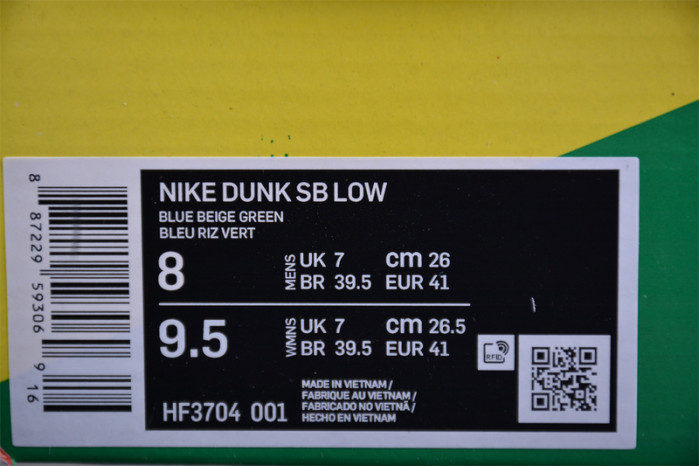 NIKE DUNK SB LOW
BLUE BEIGE GREEN
BLEU RIZ VERT
8
MENS
UK 7 cm 26
BR 39.5 EUR 41
9.5
WMNS
UK 7 cm 26.5
BR 39.5 EUR 41
RFID
HF3704 001
MADE IN VIETNAM /
FABRIQUE AU VIETNAM /
FABRICADO NO VIETNÃ /
HECHO EN VIETNAM
8 87229 59306 9 16